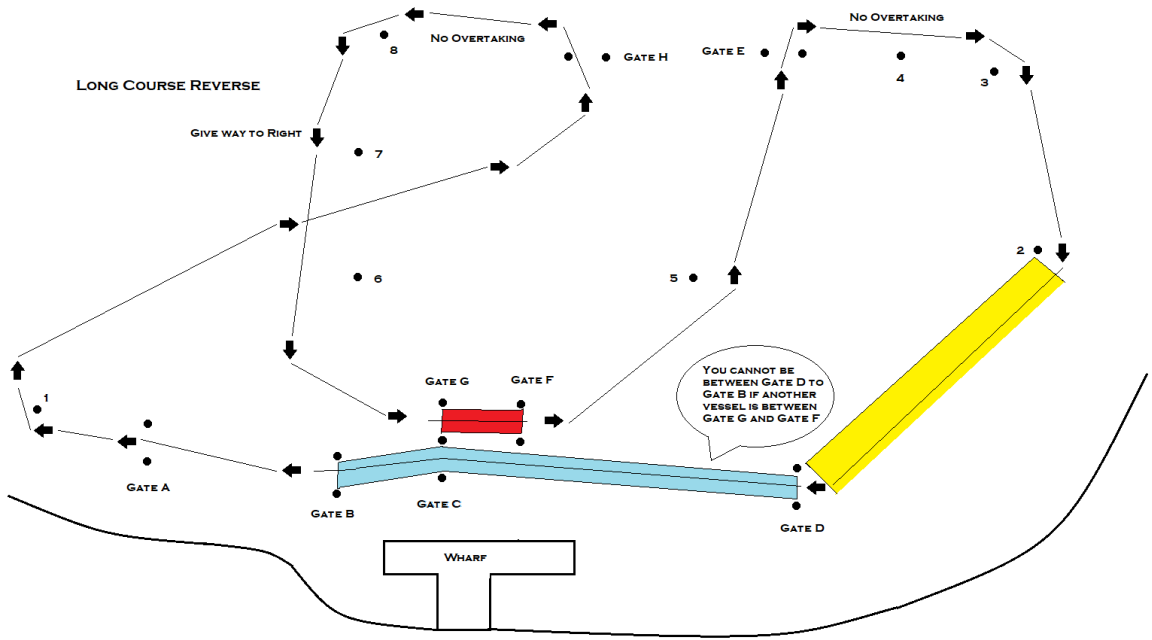 No Overtaking
No Overtaking
8
Gate H
Gate E
4
3
Long Course Reverse
Give way to Right
7
2
6
5
You cannot be
between Gate D to
Gate B if another
vessel is between
Gate G and Gate F
Gate G
Gate F
1
Gate A
Gate B
Gate C
Gate D
Wharf